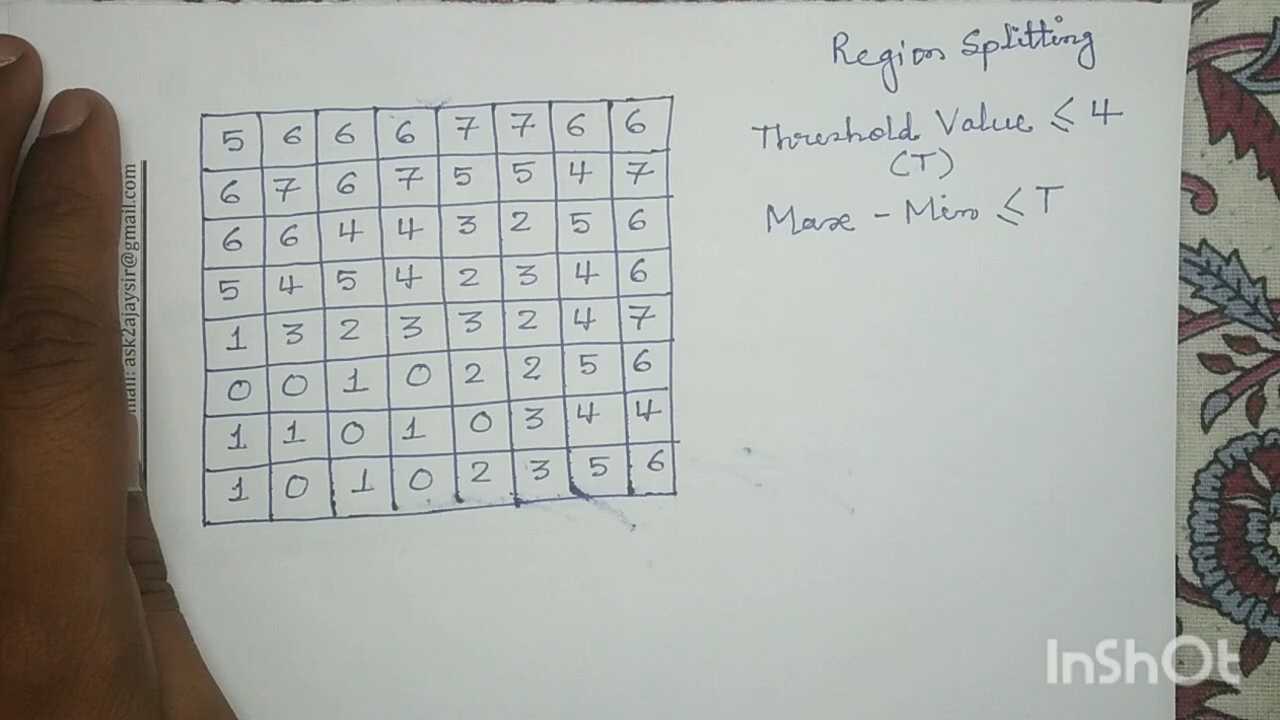 Region Splitting
Threshold Value ≤ 4
(T)
Max - Min ≤ T
5 6 6 6 7 7 6 6
6 7 6 7 5 5 4 7
6 6 4 4 3 2 5 6
5 4 5 4 2 3 4 6
1 3 2 3 3 2 4 7
0 0 1 0 2 2 5 6
1 1 0 1 0 3 4 4
1 0 1 0 2 3 5 6
mail: ask2ajaysir@gmail.com
InShOt